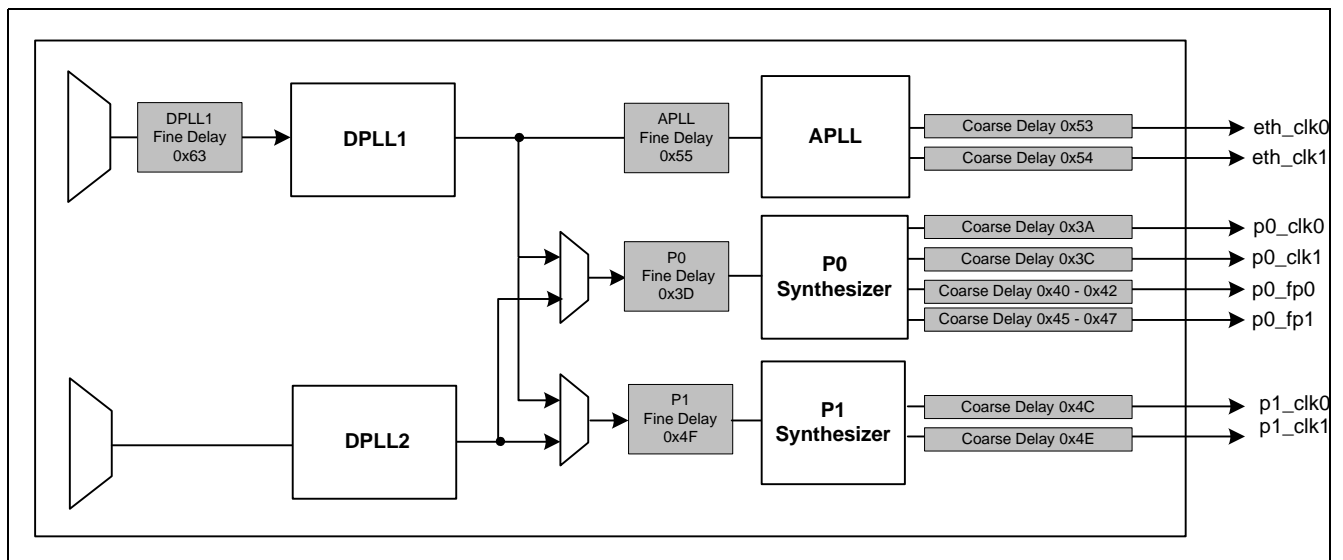 DPLL1
Fine Delay
0x63
DPLL1
APLL
Fine Delay
0x55
APLL
Coarse Delay 0x53
eth_clk0
Coarse Delay 0x54
eth_clk1
P0
Fine Delay
0x3D
P0
Synthesizer
Coarse Delay 0x3A
p0_clk0
Coarse Delay 0x3C
p0_clk1
Coarse Delay 0x40 - 0x42
p0_fp0
Coarse Delay 0x45 - 0x47
p0_fp1
DPLL2
P1
Fine Delay
0x4F
P1
Synthesizer
Coarse Delay 0x4C
p1_clk0
Coarse Delay 0x4E
p1_clk1